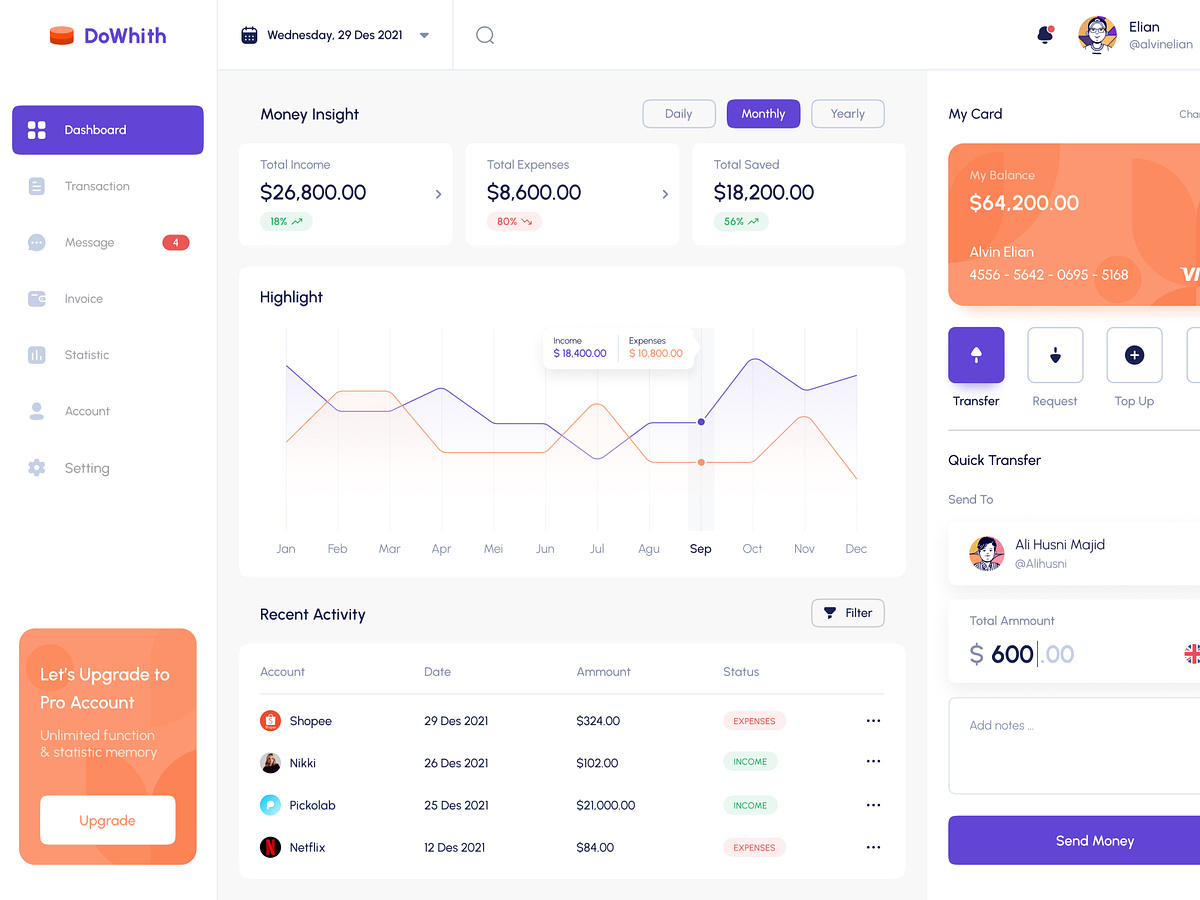 DoWhith
Dashboard
Transaction
Message
4
Invoice
Statistic
Account
Setting
Let's Upgrade to
Pro Account
Unlimited function
& statistic memory
Upgrade
Wednesday, 29 Des 2021
Elian
@alvinelian
Money Insight
Daily
Monthly
Yearly
Total Income
$26,800.00
18%
Total Expenses
$8,600.00
80%
Total Saved
$18,200.00
56%
Highlight
Income
$ 18,400.00
Expenses
$ 10,800.00
Jan Feb Mar Apr Mei Jun Jul Agu Sep Oct Nov Dec
Recent Activity
Filter
Account Date Ammount Status
Shopee 29 Des 2021 $324.00 EXPENSES
Nikki 26 Des 2021 $102.00 INCOME
Pickolab 25 Des 2021 $21,000.00 INCOME
Netflix 12 Des 2021 $84.00 EXPENSES
My Card
My Balance
$64,200.00
Alvin Elian
4556 - 5642 - 0695 - 5168
Transfer
Request
Top Up
Quick Transfer
Send To
Ali Husni Majid
@Alihusni
Total Ammount
$ 600.00
Add notes ...
Send Money